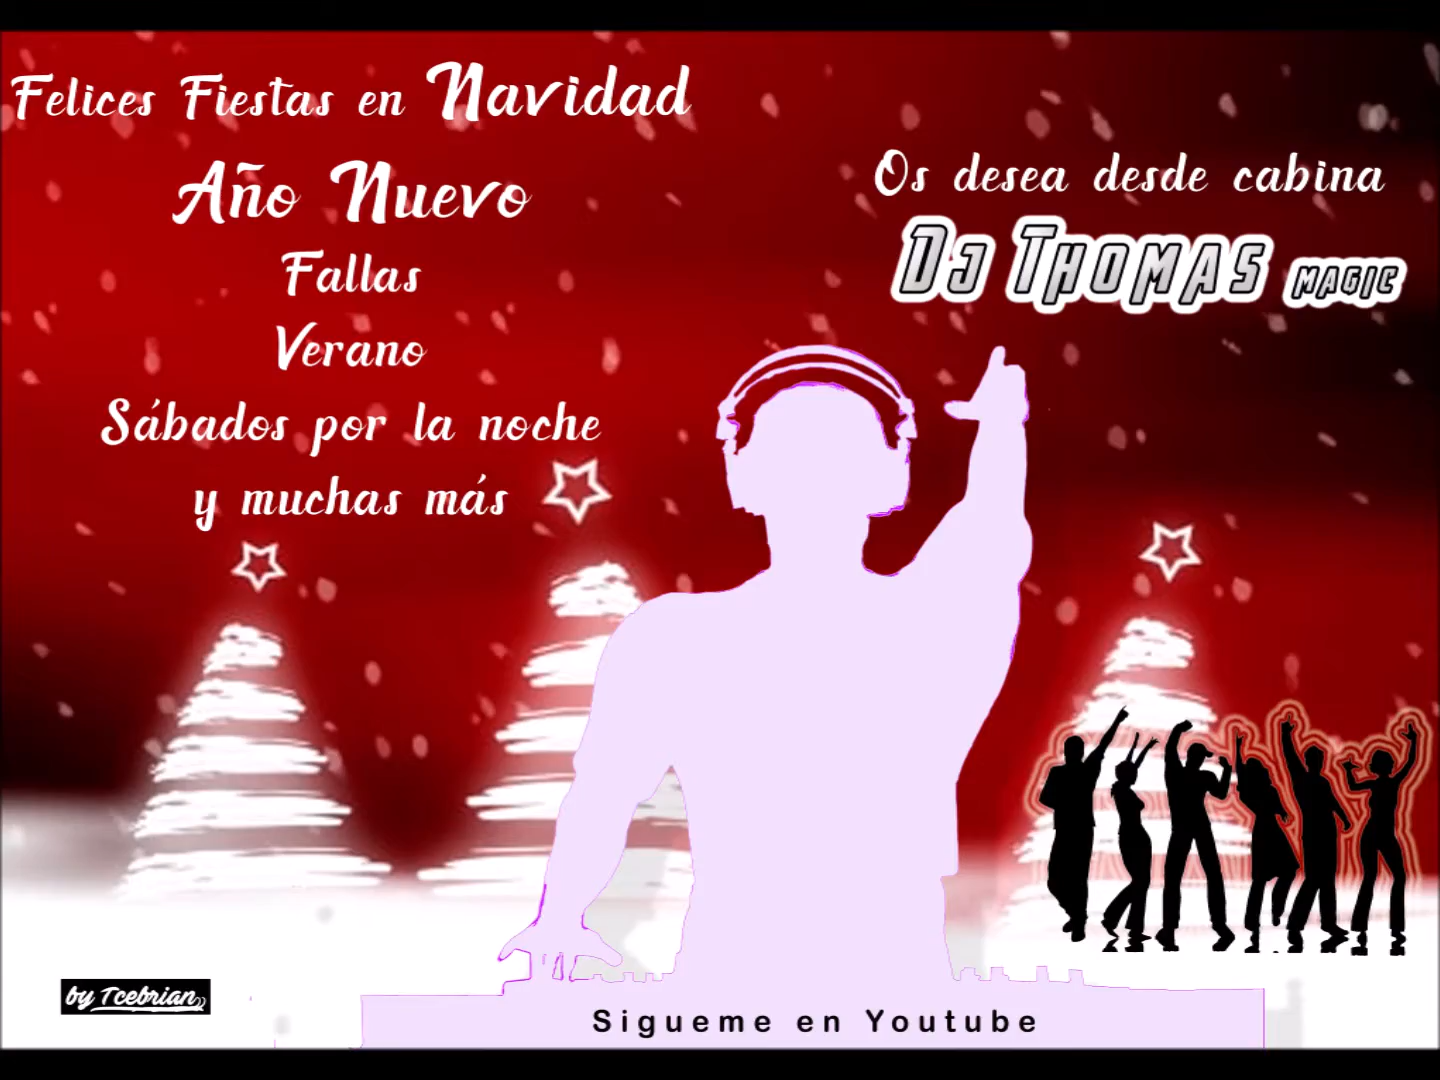 Felices Fiestas en Navidad
Año Nuevo
Fallas
Verano
Sábados por la noche
y muchas más
Os desea desde cabina
Dj Thomas magic
by Tcebrian
Sigueme en Youtube